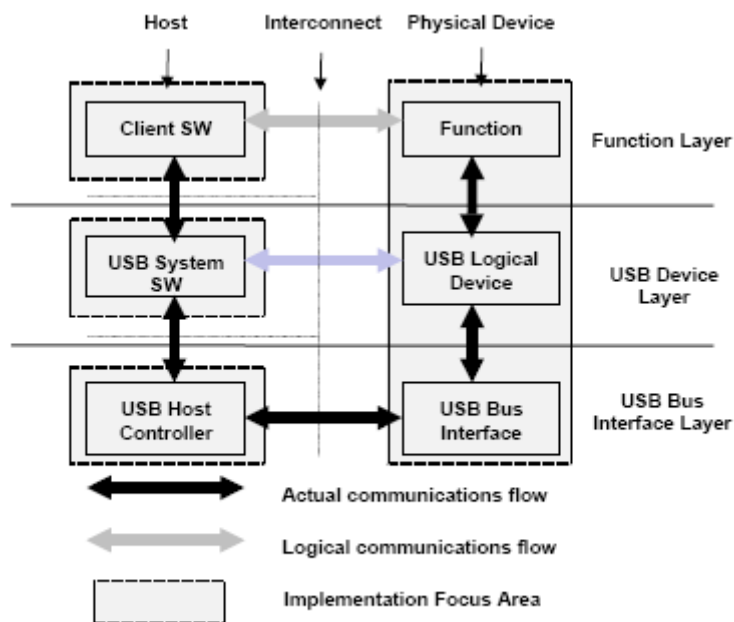 Host
Interconnect
Physical Device
Client SW
Function
Function Layer
USB System
SW
USB Logical
Device
USB Device
Layer
USB Host
Controller
USB Bus
Interface
USB Bus
Interface Layer
Actual communications flow
Logical communications flow
Implementation Focus Area